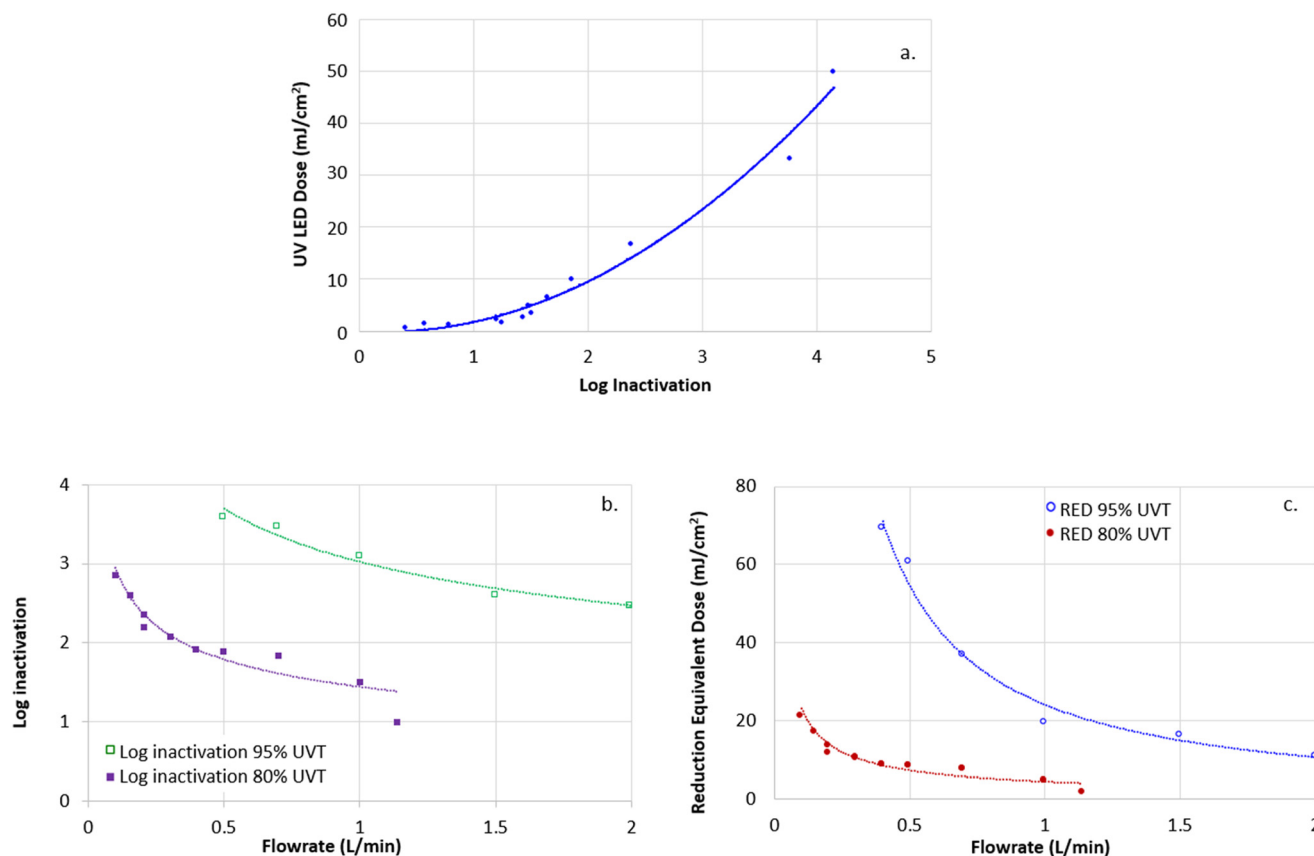 a.
60
50
40
30
20
10
0
UV LED Dose (mJ/cm²)
0 1 2 3 4 5
Log Inactivation
b.
4
3
2
1
0
Log inactivation
Log inactivation 95% UVT
Log inactivation 80% UVT
0 0.5 1 1.5 2
Flowrate (L/min)
c.
80
60
40
20
0
Reduction Equivalent Dose (mJ/cm²)
RED 95% UVT
RED 80% UVT
0 0.5 1 1.5 2
Flowrate (L/min)